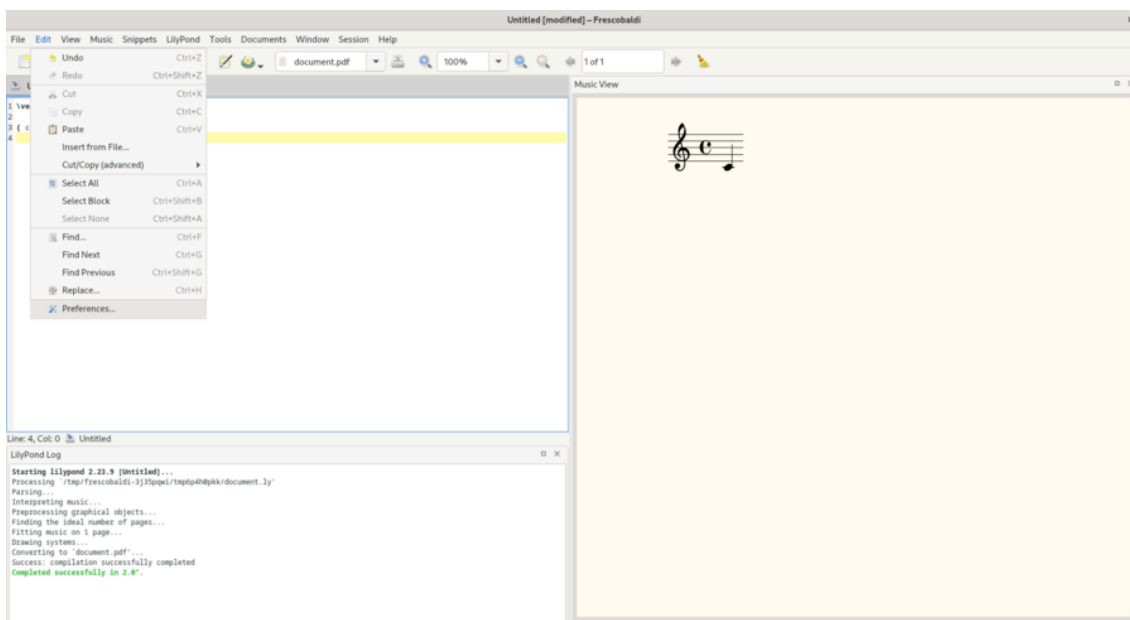 Untitled [modified] – Frescobaldi
File Edit View Music Snippets LilyPond Tools Documents Window Session Help
document.pdf 100% 1 of 1
Undo Ctrl+Z
Redo Ctrl+Shift+Z
Cut Ctrl+X
Copy Ctrl+C
Paste Ctrl+V
Insert from File...
Cut/Copy (advanced)
Select All Ctrl+A
Select Block Ctrl+Shift+B
Select None Ctrl+Shift+A
Find... Ctrl+F
Find Next Ctrl+G
Find Previous Ctrl+Shift+G
Replace... Ctrl+H
Preferences...
1 \ve
2
3 { c
4
Music View
Line: 4, Col: 0 Untitled
LilyPond Log
Starting lilypond 2.23.9 [Untitled]...
Processing `/tmp/frescobaldi-3j35pqwi/tmp6p4h0pkk/document.ly'
Parsing...
Interpreting music...
Preprocessing graphical objects...
Finding the ideal number of pages...
Fitting music on 1 page...
Drawing systems...
Converting to `document.pdf'...
Success: compilation successfully completed
Completed successfully in 2.0".